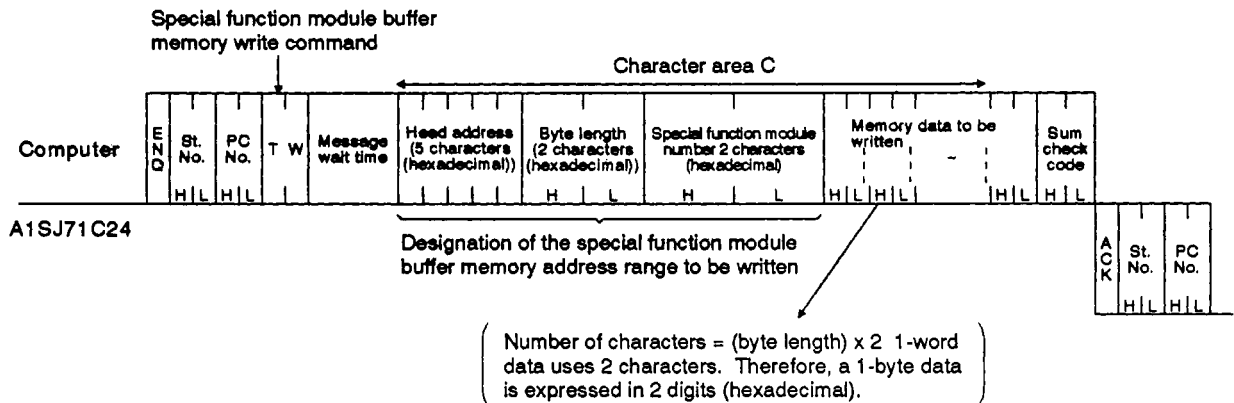 Special function module buffer
memory write command
Character area C
Computer
E
N
Q
St.
No.
H L
PC
No.
H L
T W
Message
wait time
Head address
(5 characters
(hexadecimal))
Byte length
(2 characters
(hexadecimal))
H L
Special function module
number 2 characters
(hexadecimal)
H L
Memory data to be
written
~
H L H L
H L
Sum
check
code
H L
A1SJ71C24
Designation of the special function module
buffer memory address range to be written
A
C
K
St.
No.
H L
PC
No.
H L
Number of characters = (byte length) x 2 1-word
data uses 2 characters. Therefore, a 1-byte data
is expressed in 2 digits (hexadecimal).